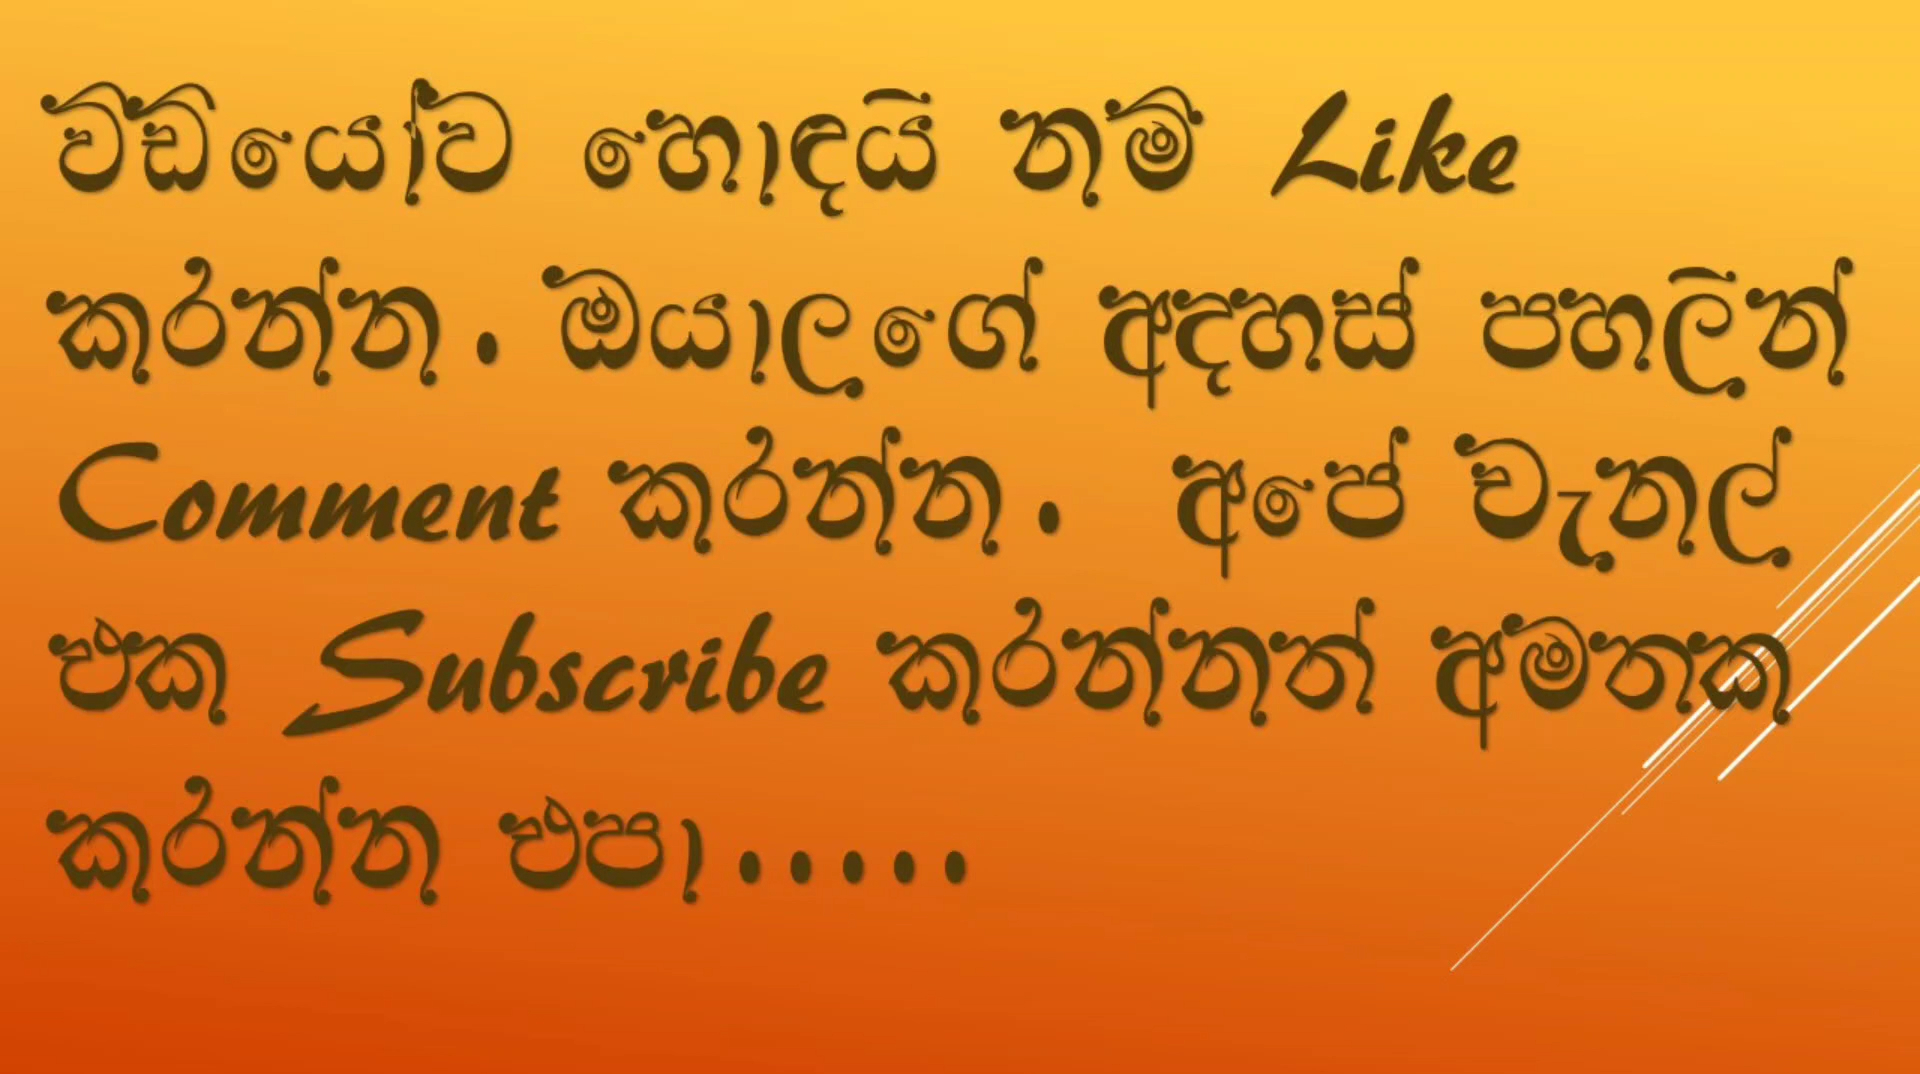 වීඩියෝව හොඳයි නම් Like
කරන්න. ඔයාලගේ අදහස් පහලින්
Comment කරන්න. අපේ චැනල්
එක Subscribe කරන්නත් අමතක
කරන්න එපා.....